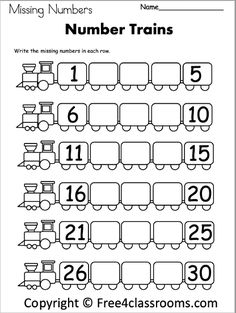 Missing Numbers Name
Number Trains
Write the missing numbers in each row.
1 5
6 10
11 15
16 20
21 25
26 30
Copyright © Free4classrooms.com